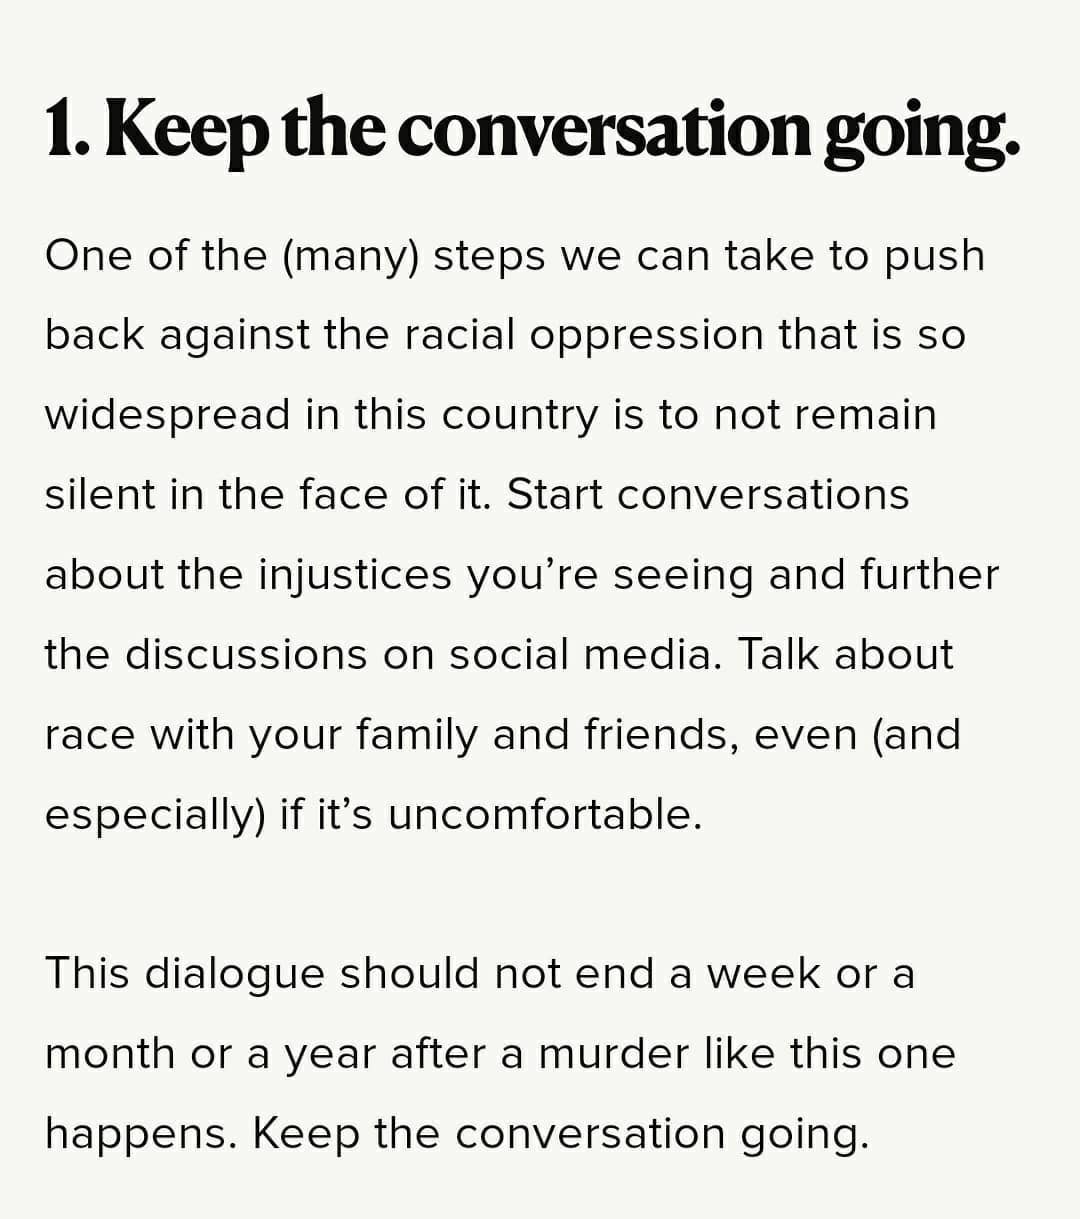 1. Keep the conversation going.
One of the (many) steps we can take to push
back against the racial oppression that is so
widespread in this country is to not remain
silent in the face of it. Start conversations
about the injustices you’re seeing and further
the discussions on social media. Talk about
race with your family and friends, even (and
especially) if it’s uncomfortable.
This dialogue should not end a week or a
month or a year after a murder like this one
happens. Keep the conversation going.